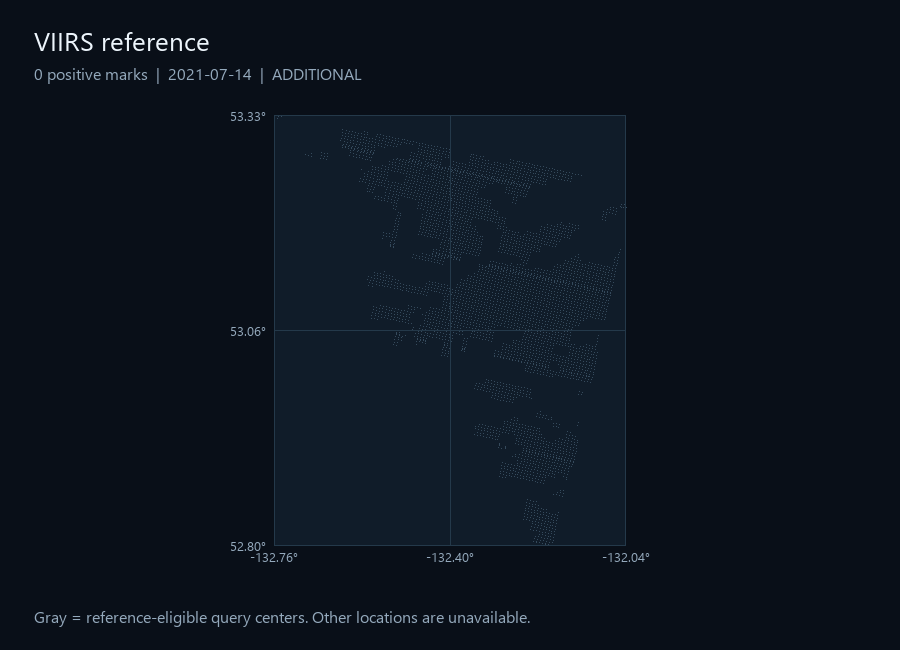 VIIRS reference
0 positive marks | 2021-07-14 | ADDITIONAL
53.33°
53.06°
52.80°
-132.76° -132.40° -132.04°
Gray = reference-eligible query centers. Other locations are unavailable.